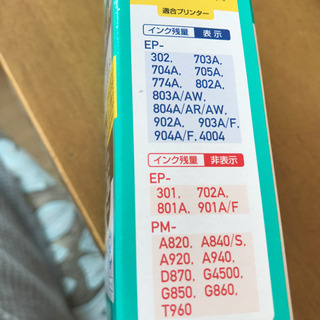 適合プリンター
インク残量 表示
EP-
302, 703A,
704A, 705A,
774A, 802A,
803A/AW,
804A/AR/AW,
902A, 903A/F,
904A/F, 4004
インク残量 非表示
EP-
301, 702A,
801A, 901A/F
PM-
A820, A840/S,
A920, A940,
D870, G4500,
G850, G860,
T960